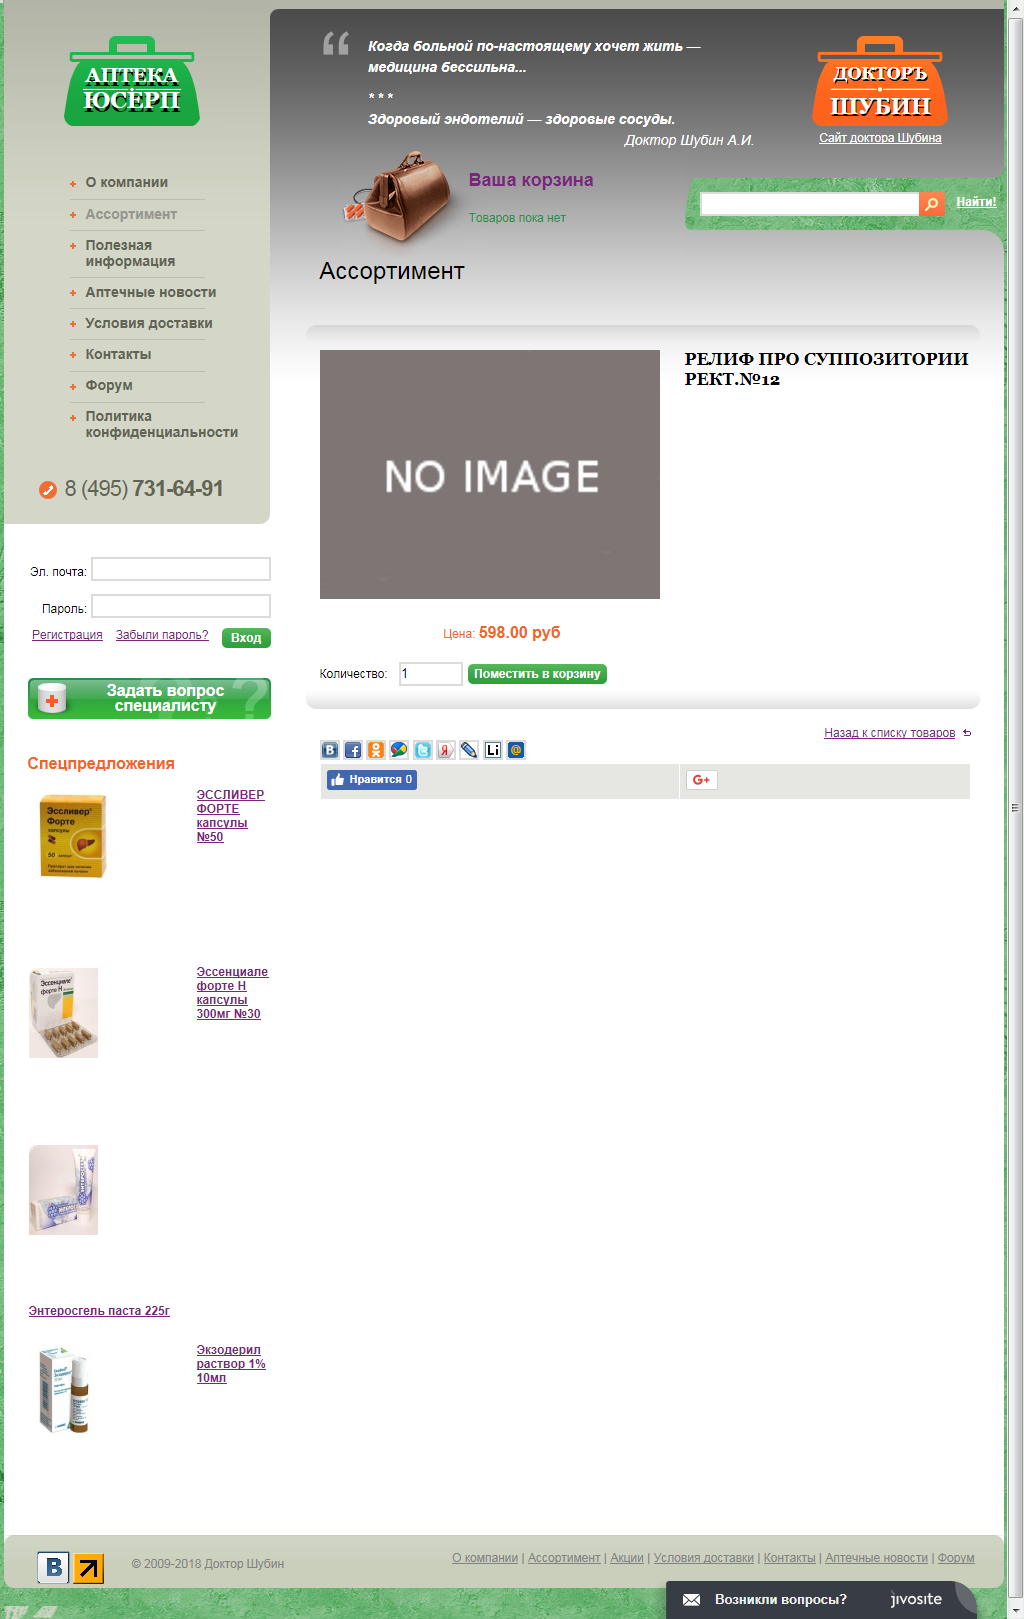 АПТЕКА
ЮСЁРП
Когда больной по-настоящему хочет жить —
медицина бессильна...
* * *
Здоровый эндотелий — здоровые сосуды.
Доктор Шубин А.И.
ДОКТОРЪ
ШУБИН
Сайт доктора Шубина
О компании
Ассортимент
Полезная
информация
Аптечные новости
Условия доставки
Контакты
Форум
Политика
конфиденциальности
8 (495) 731-64-91
Ваша корзина
Товаров пока нет
Найти!
Ассортимент
NO IMAGE
РЕЛИФ ПРО СУППОЗИТОРИИ
РЕКТ.№12
Цена: 598.00 руб
Количество: 1 Поместить в корзину
Назад к списку товаров
Нравится 0
G+
Эл. почта:
Пароль:
Регистрация Забыли пароль? Вход
Задать вопрос
специалисту
Спецпредложения
Эссливер
Форте
капсулы
ЭССЛИВЕР
ФОРТЕ
капсулы
№50
Эссенциале
форте Н
Эссенциале
форте Н
капсулы
300мг №30
Энтеросгель паста 225г
Экзодерил
раствор 1%
10мл
© 2009-2018 Доктор Шубин
О компании | Ассортимент | Акции | Условия доставки | Контакты | Аптечные новости | Форум
Возникли вопросы? jivosite